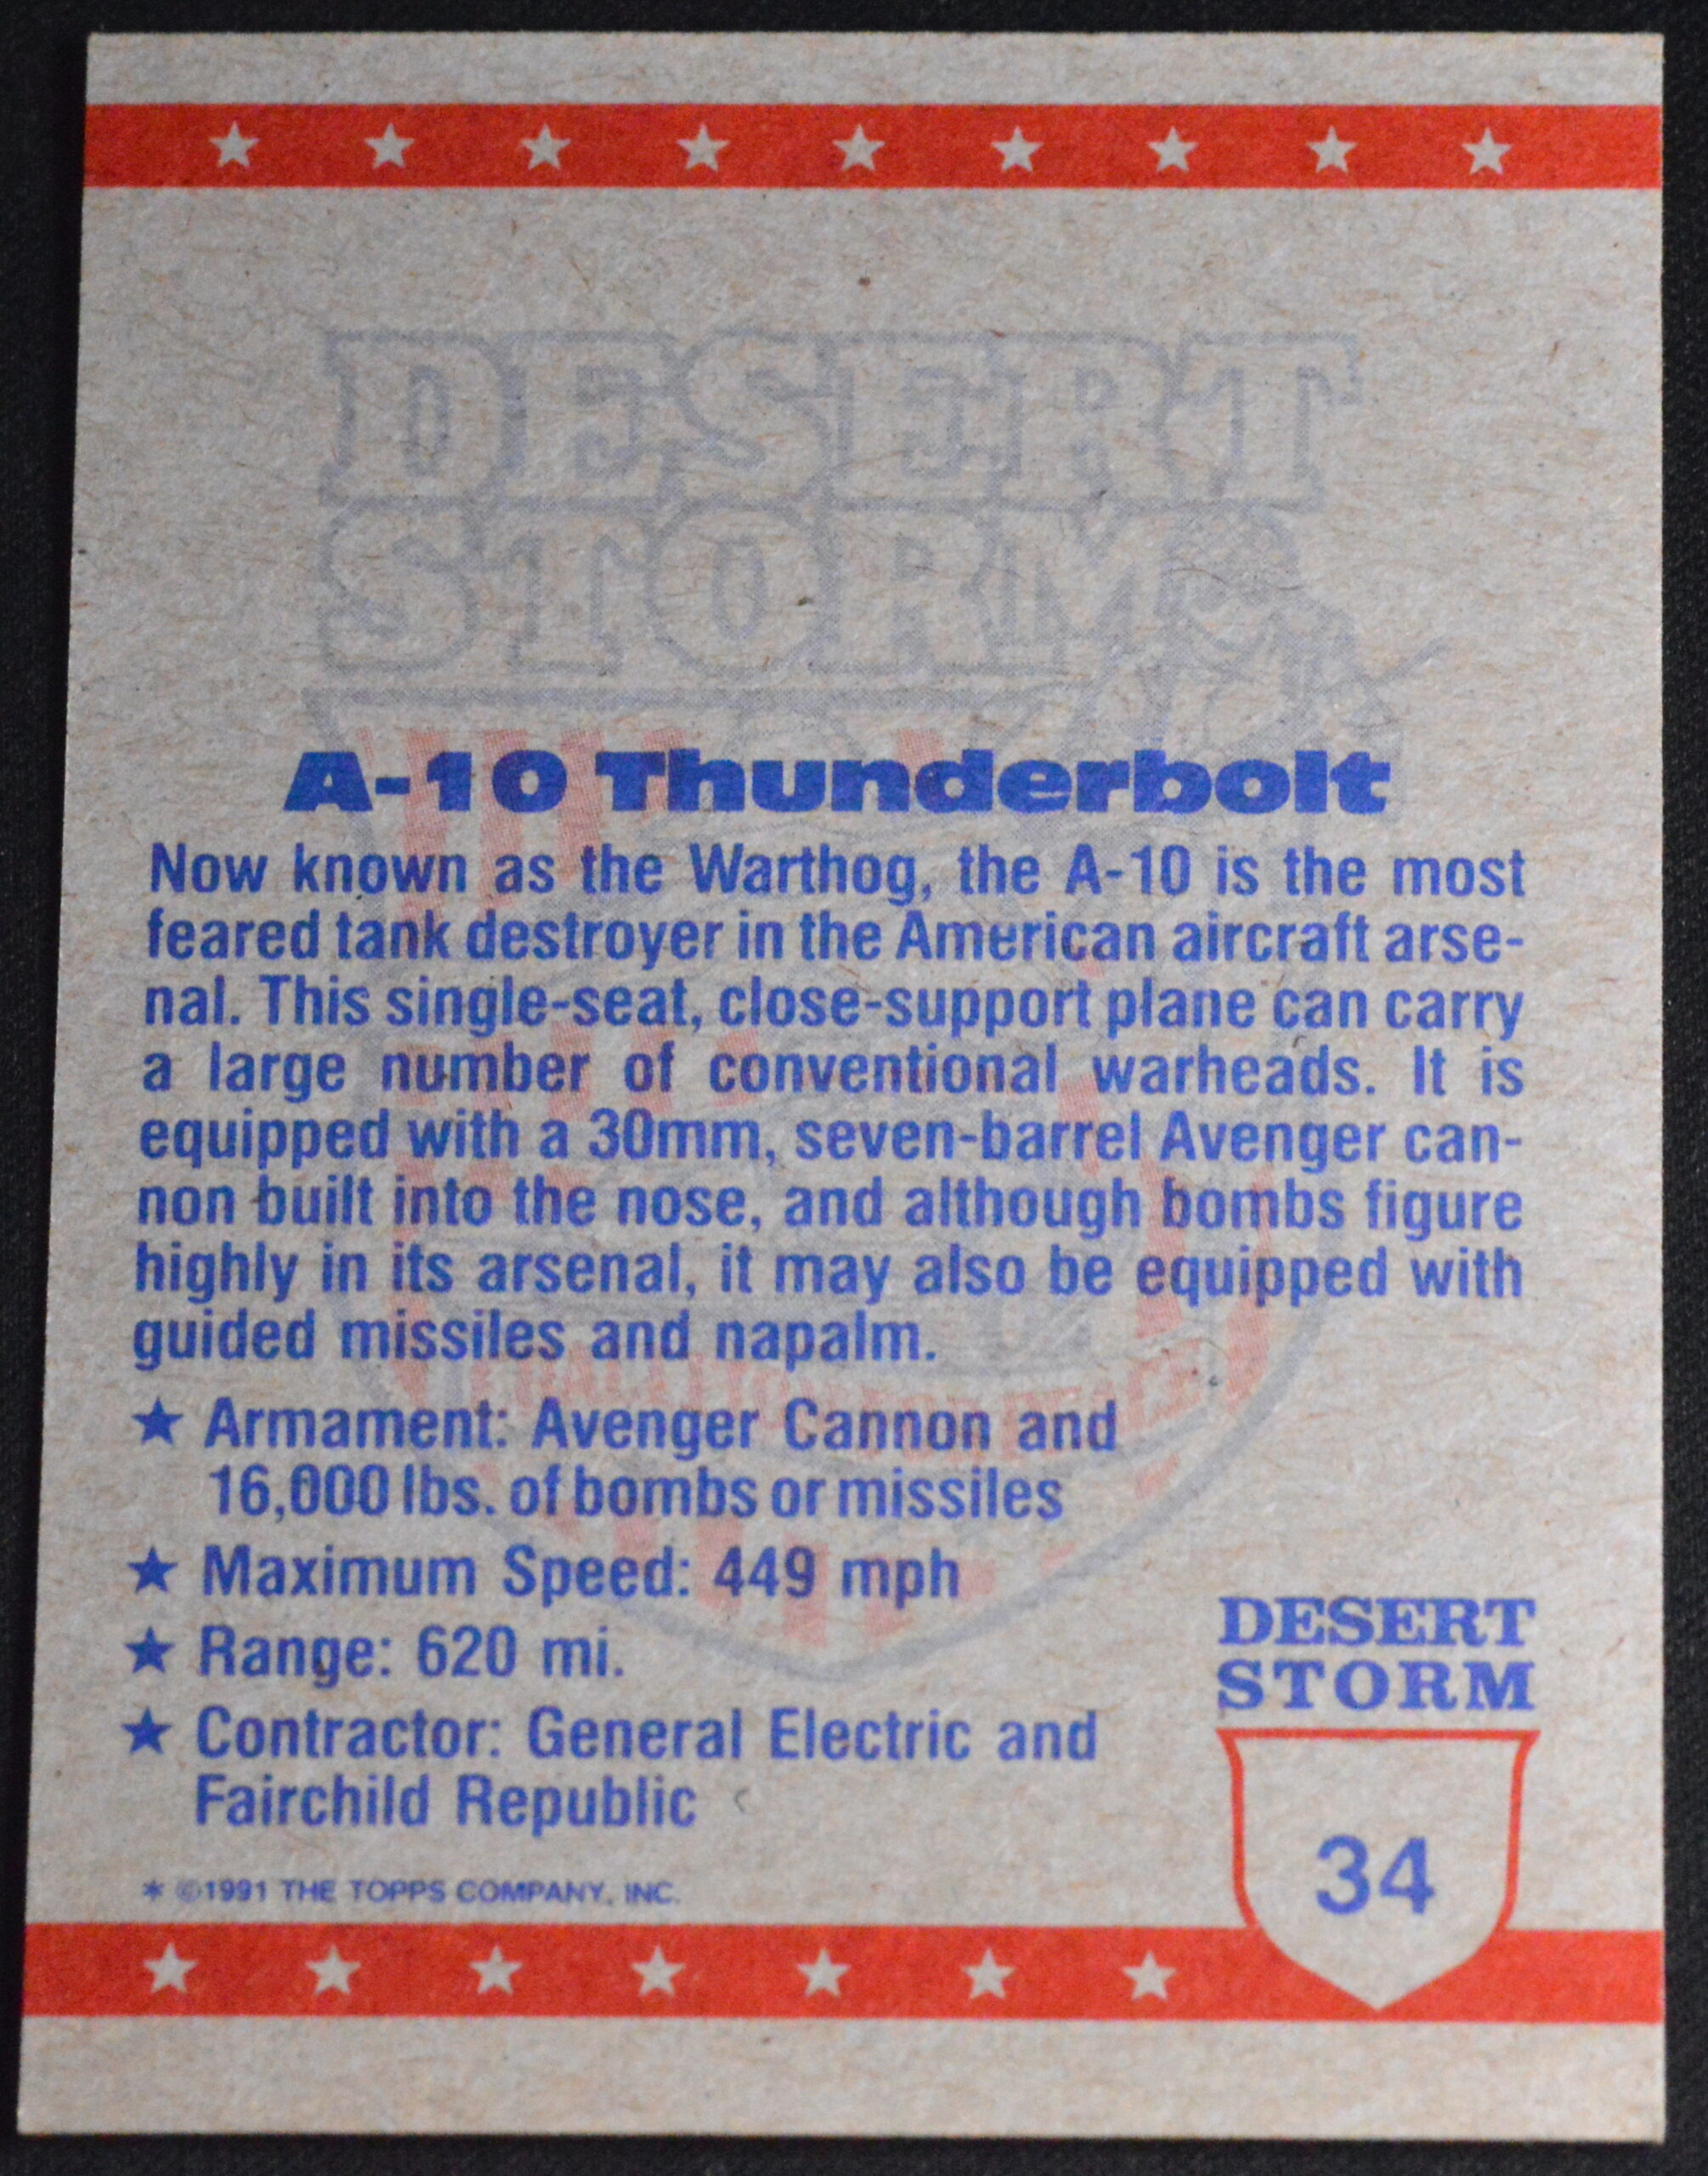 DESERT
STORM
A-10 Thunderbolt
Now known as the Warthog, the A-10 is the most
feared tank destroyer in the American aircraft arse-
nal. This single-seat, close-support plane can carry
a large number of conventional warheads. It is
equipped with a 30mm, seven-barrel Avenger can-
non built into the nose, and although bombs figure
highly in its arsenal, it may also be equipped with
guided missiles and napalm.
★ Armament: Avenger Cannon and
16,000 lbs. of bombs or missiles
★ Maximum Speed: 449 mph
★ Range: 620 mi.
★ Contractor: General Electric and
Fairchild Republic
* ©1991 THE TOPPS COMPANY, INC.
DESERT
STORM
34